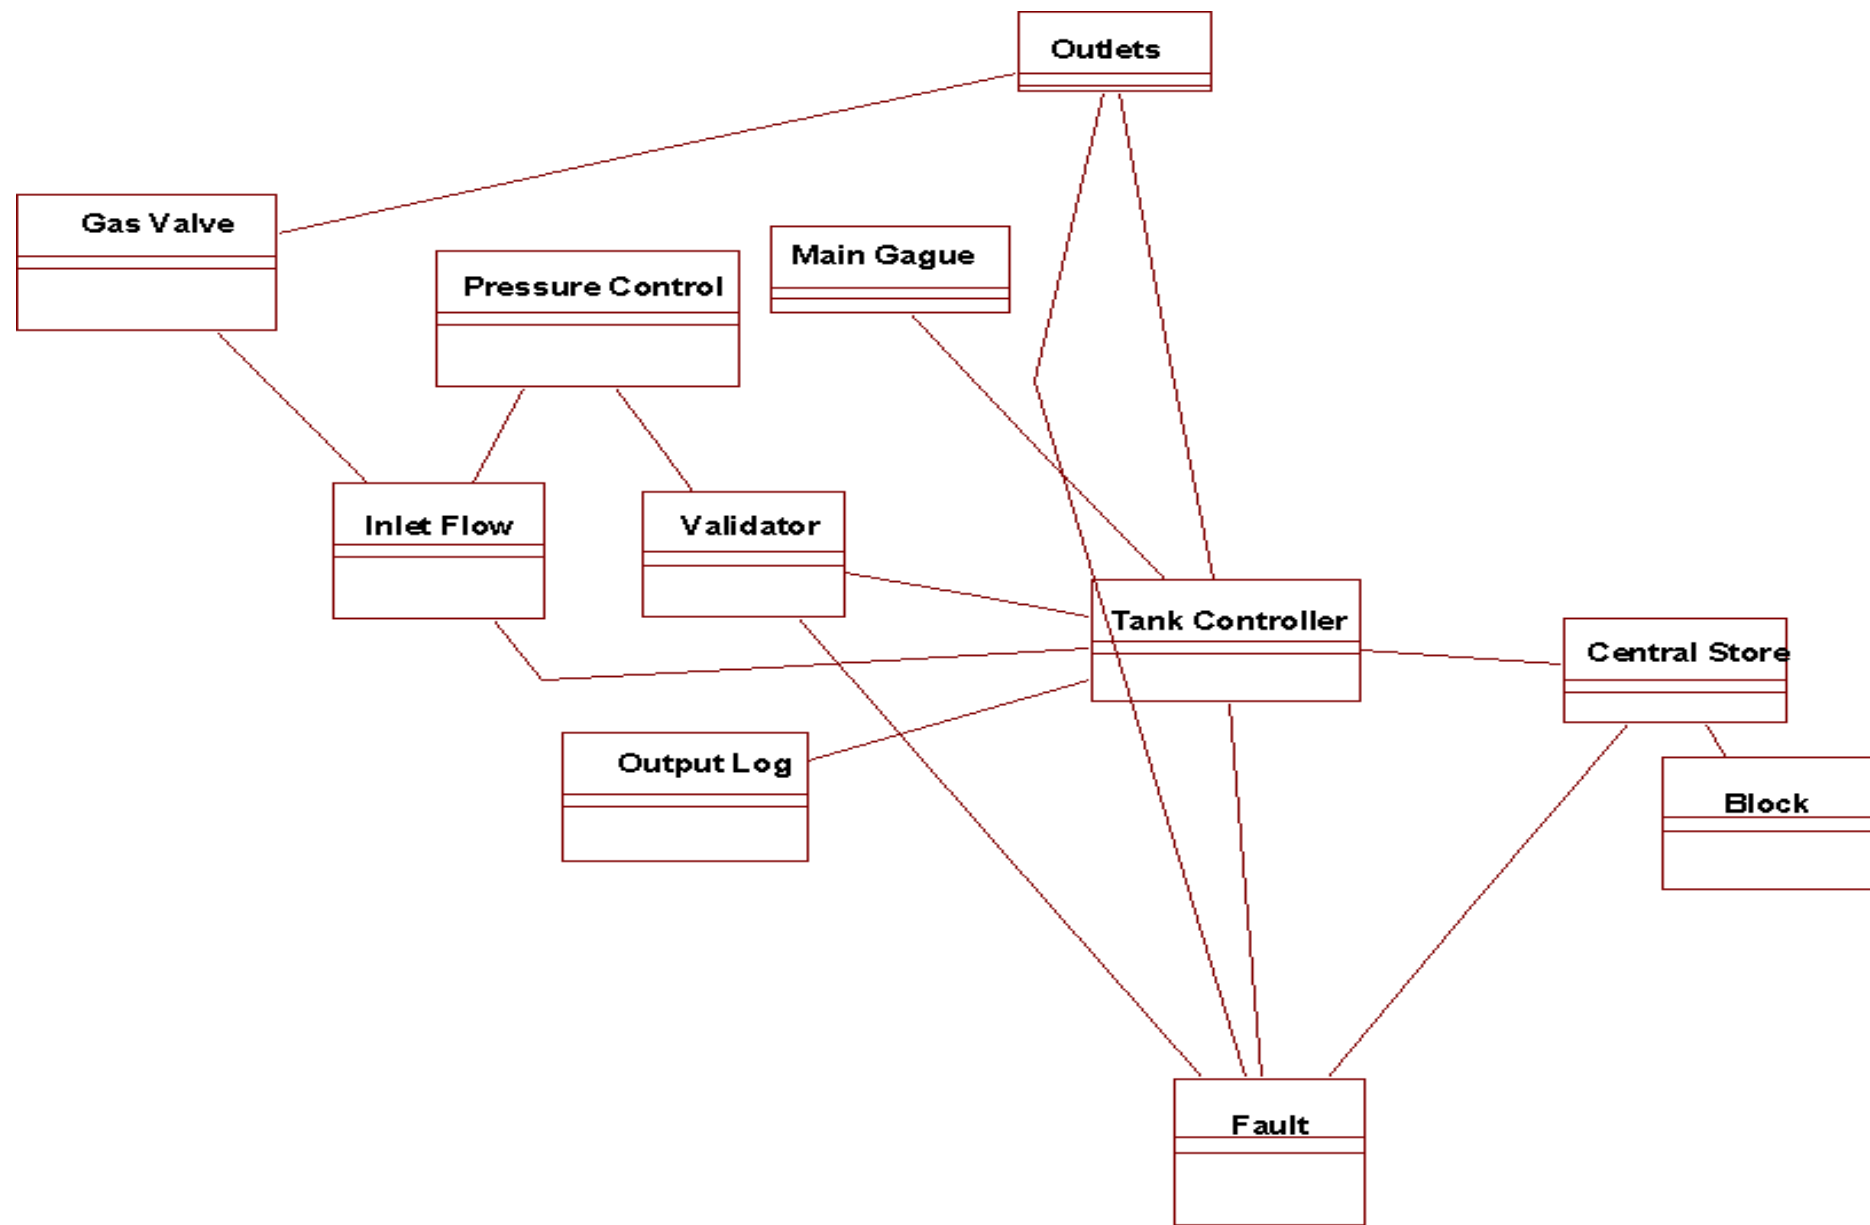 Outlets
Gas Valve
Main Gague
Pressure Control
Inlet Flow
Validator
Tank Controller
Central Store
Output Log
Block
Fault